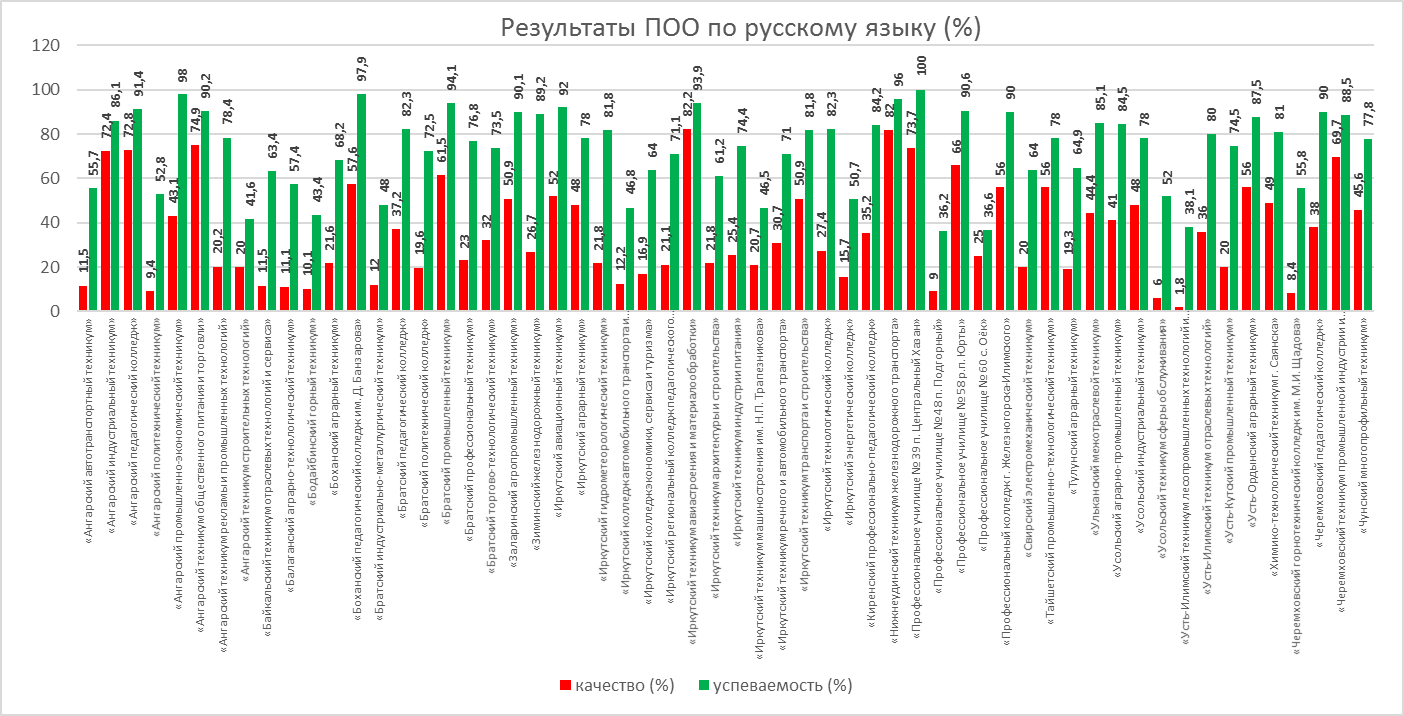 Результаты ПОО по русскому языку (%)
120
100
80
60
40
20
0
11,5 55,7
72,4 86,1
72,8 91,4
9,4 52,8
43,1 98
74,9 90,2
20,2 78,4
20 41,6
11,5 63,4
11,1 57,4
10,1 43,4
21,6 68,2
57,6 97,9
12 48
37,2 82,3
19,6 72,5
61,5 94,1
23 76,8
32 73,5
50,9 90,1
26,7 89,2
52 92
48 78
21,8 81,8
12,2 46,8
16,9 64
21,1 71,1
82,2 93,9
21,8 61,2
25,4 74,4
20,7 46,5
30,7 71
50,9 81,8
27,4 82,3
15,7 50,7
35,2 84,2
82 96
73,7 100
9 36,2
66 90,6
25 36,6
56 90
20 64
56 78
19,3 64,9
44,4 85,1
41 84,5
48 78
6 52
1,8 38,1
36 80
20 74,5
56 87,5
49 81
8,4 55,8
38 90
69,7 88,5
45,6 77,8
«Ангарский автотранспортный техникум»
«Ангарский индустриальный техникум»
«Ангарский педагогический колледж»
«Ангарский политехнический техникум»
«Ангарский промышленно-экономический техникум»
«Ангарский техникум общественного питания и торговли»
«Ангарский техникум рекламы и промышленных технологий»
«Ангарский техникум строительных технологий»
«Байкальский техникум отраслевых технологий и сервиса»
«Балаганский аграрно-технологический техникум»
«Бодайбинский горный техникум»
«Боханский аграрный техникум»
«Боханский педагогический колледж им. Д. Банзарова»
«Братский индустриально-металлургический техникум»
«Братский педагогический колледж»
«Братский политехнический колледж»
«Братский промышленный техникум»
«Братский профессиональный техникум»
«Братский торгово-технологический техникум»
«Заларинский агропромышленный техникум»
«Зиминский железнодорожный техникум»
«Иркутский авиационный техникум»
«Иркутский аграрный техникум»
«Иркутский гидрометеорологический техникум»
«Иркутский колледж автомобильного транспорта и…
«Иркутский колледж экономики, сервиса и туризма»
«Иркутский региональный колледж педагогического…
«Иркутский техникум авиастроения и материалообработки»
«Иркутский техникум архитектуры и строительства»
«Иркутский техникум индустрии питания»
«Иркутский техникум машиностроения им. Н.П. Трапезникова»
«Иркутский техникум речного и автомобильного транспорта»
«Иркутский техникум транспорта и строительства»
«Иркутский технологический колледж»
«Иркутский энергетический колледж»
«Киренский профессионально-педагогический колледж»
«Нижнеудинский техникум железнодорожного транспорта»
«Профессиональное училище № 39 п. Центральный Хазан»
«Профессиональное училище № 48 п. Подгорный»
«Профессиональное училище № 58 р.п. Юрты»
«Профессиональное училище № 60 с. Оёк»
«Профессиональный колледж г. Железногорска-Илимского»
«Свирский электромеханический техникум»
«Тайшетский промышленно-технологический техникум»
«Тулунский аграрный техникум»
«Ульканский межотраслевой техникум»
«Усольский аграрно-промышленный техникум»
«Усольский индустриальный техникум»
«Усольский техникум сферы обслуживания»
«Усть-Илимский техникум лесопромышленных технологий и…
«Усть-Илимский техникум отраслевых технологий»
«Усть-Кутский промышленный техникум»
«Усть-Ордынский аграрный техникум»
«Химико-технологический техникум г. Саянска»
«Черемховский горнотехнический колледж им. М.И. Щадова»
«Черемховский педагогический колледж»
«Черемховский техникум промышленной индустрии и…
«Чунский многопрофильный техникум»
качество (%)
успеваемость (%)